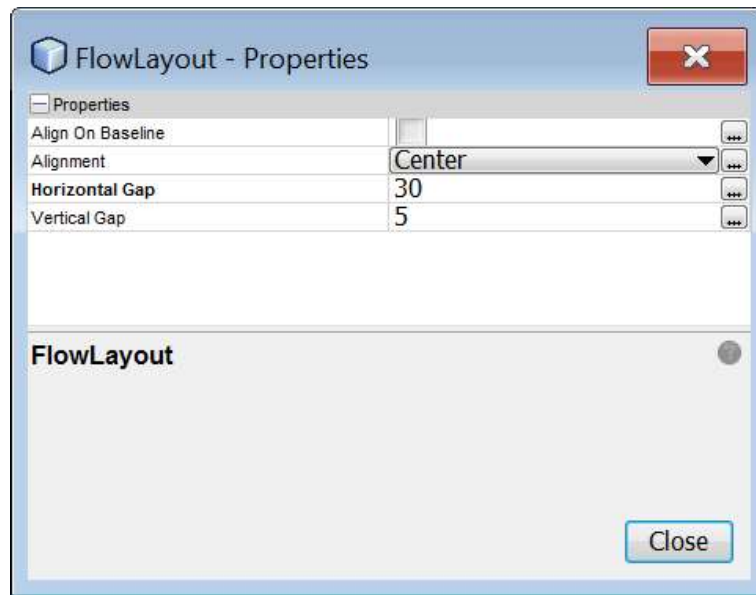 FlowLayout - Properties
Properties
Align On Baseline
Alignment Center
Horizontal Gap 30
Vertical Gap 5
FlowLayout
Close